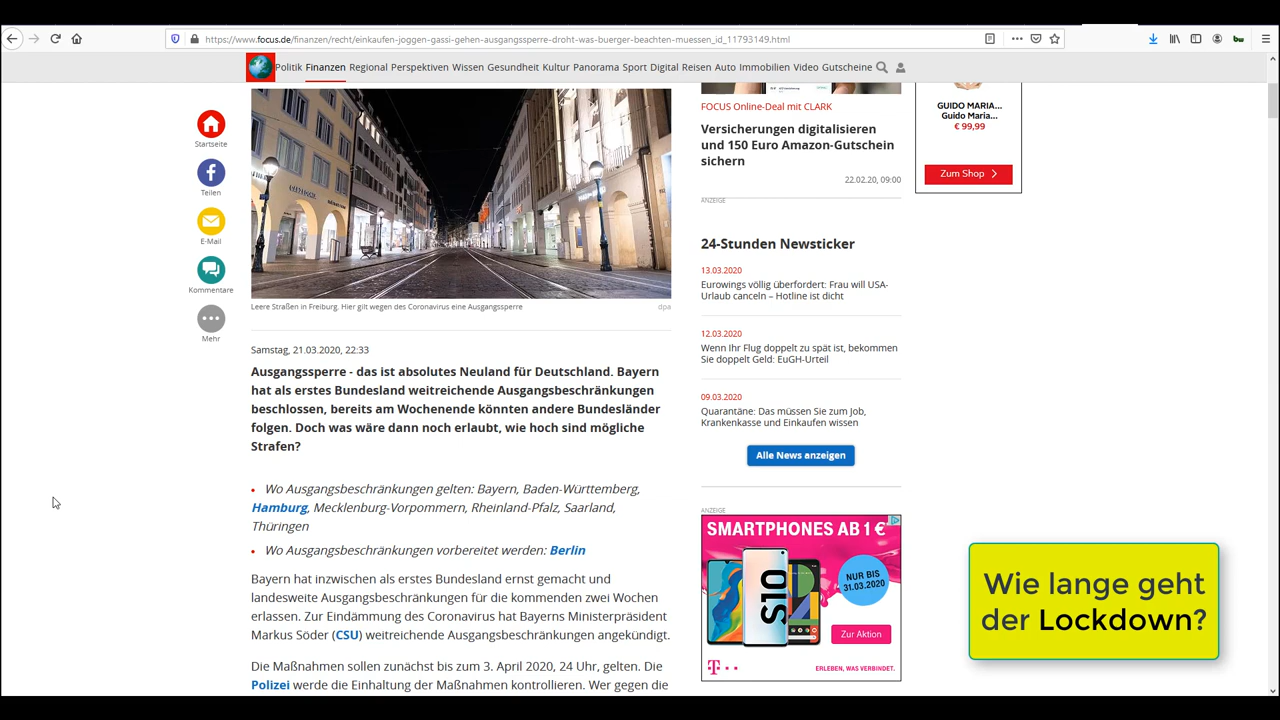 https://www.focus.de/finanzen/recht/einkaufen-joggen-gassi-gehen-ausgangssperre-droht-was-buerger-beachten-muessen_id_11793149.html
Politik Finanzen Regional Perspektiven Wissen Gesundheit Kultur Panorama Sport Digital Reisen Auto Immobilien Video Gutscheine
Startseite
Teilen
E-Mail
Kommentare
Mehr
Leere Straßen in Freiburg. Hier gilt wegen des Coronavirus eine Ausgangssperre
dpa
Samstag, 21.03.2020, 22:33
Ausgangssperre - das ist absolutes Neuland für Deutschland. Bayern
hat als erstes Bundesland weitreichende Ausgangsbeschränkungen
beschlossen, bereits am Wochenende könnten andere Bundesländer
folgen. Doch was wäre dann noch erlaubt, wie hoch sind mögliche
Strafen?
• Wo Ausgangsbeschränkungen gelten: Bayern, Baden-Württemberg,
Hamburg, Mecklenburg-Vorpommern, Rheinland-Pfalz, Saarland,
Thüringen
• Wo Ausgangsbeschränkungen vorbereitet werden: Berlin
Bayern hat inzwischen als erstes Bundesland ernst gemacht und
landesweite Ausgangsbeschränkungen für die kommenden zwei Wochen
erlassen. Zur Eindämmung des Coronavirus hat Bayerns Ministerpräsident
Markus Söder (CSU) weitreichende Ausgangsbeschränkungen angekündigt.
Die Maßnahmen sollen zunächst bis zum 3. April 2020, 24 Uhr, gelten. Die
Polizei werde die Einhaltung der Maßnahmen kontrollieren. Wer gegen die
FOCUS Online-Deal mit CLARK
Versicherungen digitalisieren
und 150 Euro Amazon-Gutschein
sichern
22.02.20, 09:00
ANZEIGE
24-Stunden Newsticker
13.03.2020
Eurowings völlig überfordert: Frau will USA-
Urlaub canceln – Hotline ist dicht
12.03.2020
Wenn Ihr Flug doppelt zu spät ist, bekommen
Sie doppelt Geld: EuGH-Urteil
09.03.2020
Quarantäne: Das müssen Sie zum Job,
Krankenkasse und Einkaufen wissen
Alle News anzeigen
ANZEIGE
SMARTPHONES AB 1 €
S10
NUR BIS
31.03.2020
Zur Aktion
T
ERLEBEN, WAS VERBINDET.
GUIDO MARIA...
Guido Maria...
€ 99,99
Zum Shop
Wie lange geht
der Lockdown?